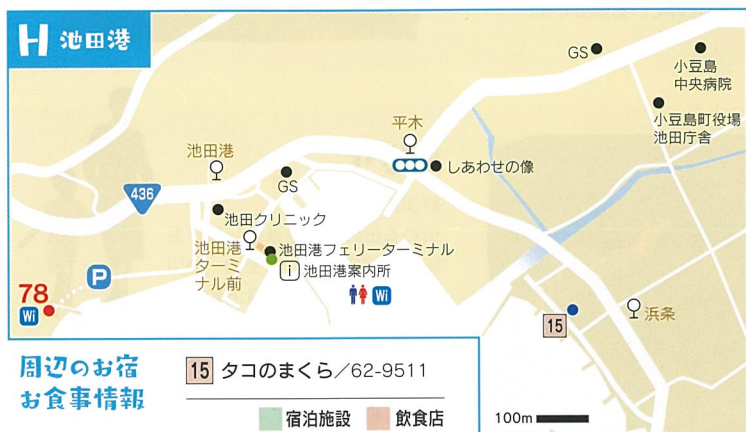 H 池田港
GS
小豆島
中央病院
小豆島町役場
池田庁舎
平木
しあわせの像
池田港
GS
436
池田クリニック
池田港
ターミ
ナル前
池田港フェリーターミナル
i 池田港案内所
Wi
P
78
Wi
15
浜条
周辺のお宿
お食事情報
15 タコのまくら/62-9511
宿泊施設 飲食店
100m